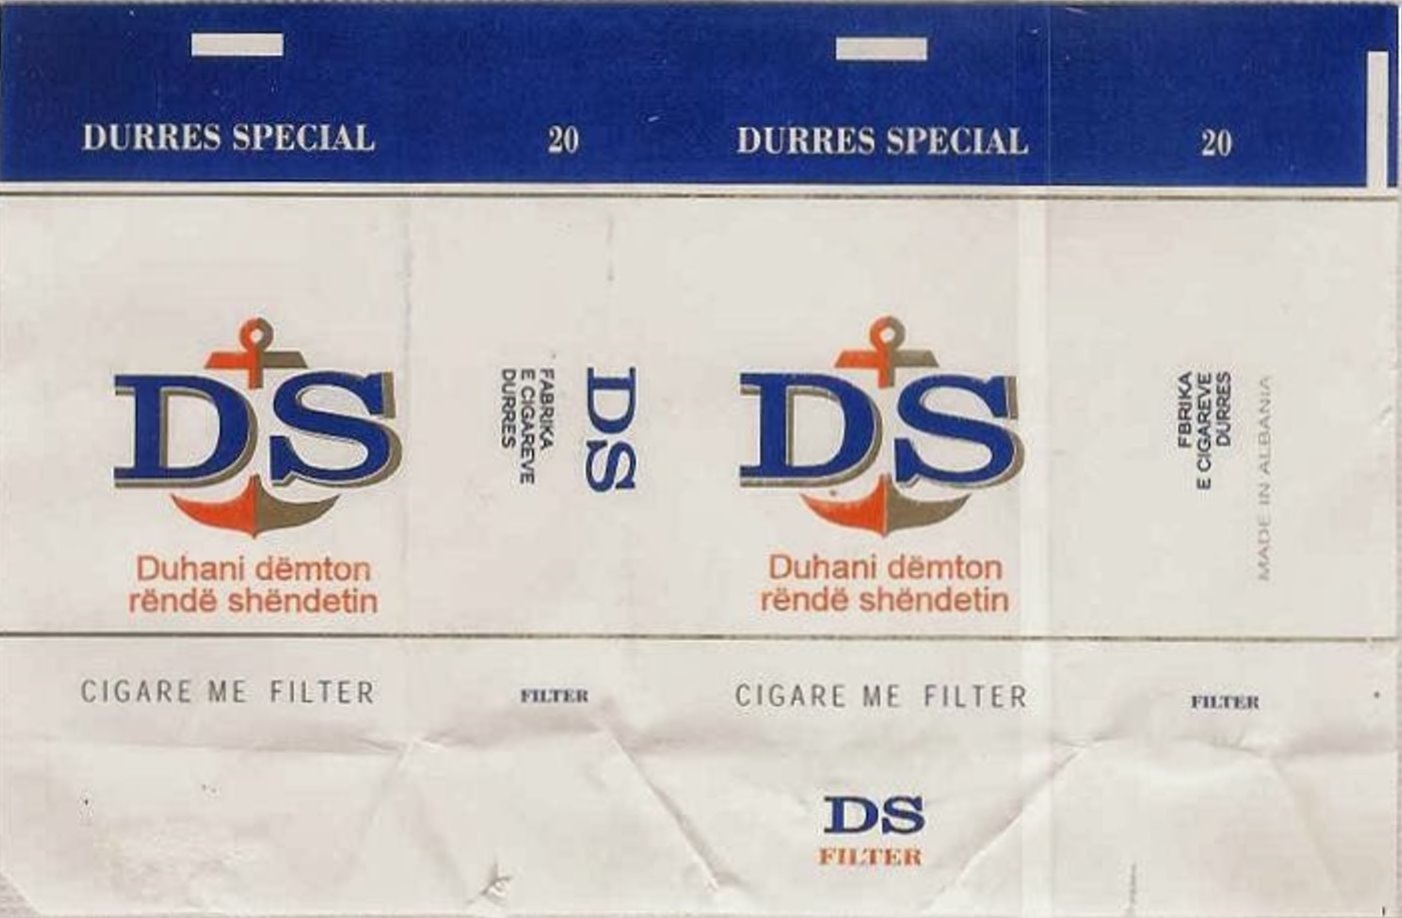 DURRES SPECIAL
20
DURRES SPECIAL
20
DS
Duhani dëmton
rëndë shëndetin
DS
FABRIKA
E CIGAREVE
DURRES
DS
Duhani dëmton
rëndë shëndetin
FBRIKA
E CIGAREVE
DURRES
MADE IN ALBANIA
CIGARE ME FILTER
FILTER
CIGARE ME FILTER
FILTER
DS
FILTER